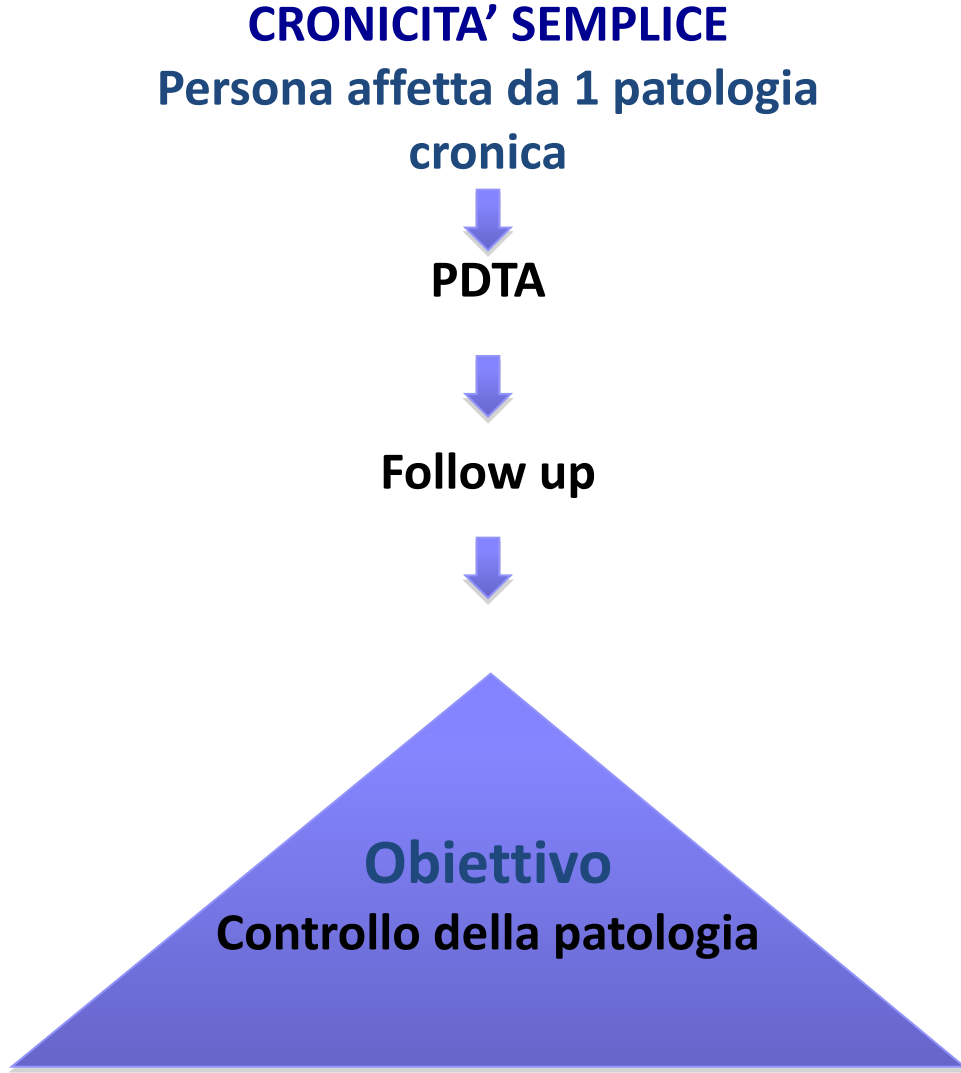 CRONICITA’ SEMPLICE
Persona affetta da 1 patologia
cronica
PDTA
Follow up
Obiettivo
Controllo della patologia